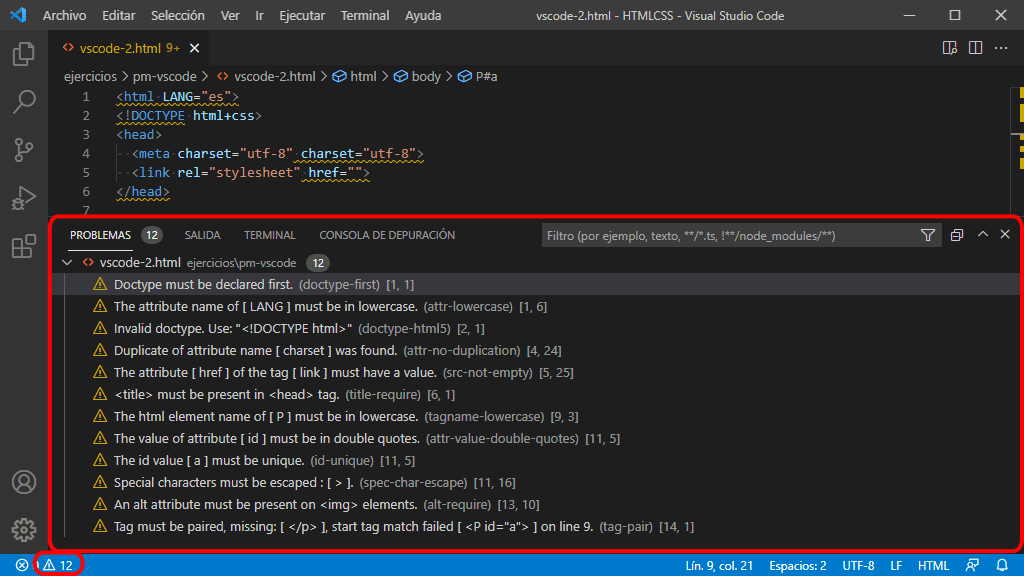 Archivo Editar Selección Ver Ir Ejecutar Terminal Ayuda vscode-2.html - HTMLCSS - Visual Studio Code
vscode-2.html 9+
ejercicios > pm-vscode > vscode-2.html > html > body > P#a
1 <html LANG="es">
2 <!DOCTYPE html+css>
3 <head>
4 <meta charset="utf-8" charset="utf-8">
5 <link rel="stylesheet" href="">
6 </head>
7
PROBLEMAS 12 SALIDA TERMINAL CONSOLA DE DEPURACIÓN Filtro (por ejemplo, texto, **/*.ts, !**/node_modules/**)
vscode-2.html ejercicios\pm-vscode 12
Doctype must be declared first. (doctype-first) [1, 1]
The attribute name of [ LANG ] must be in lowercase. (attr-lowercase) [1, 6]
Invalid doctype. Use: "<!DOCTYPE html>" (doctype-html5) [2, 1]
Duplicate of attribute name [ charset ] was found. (attr-no-duplication) [4, 24]
The attribute [ href ] of the tag [ link ] must have a value. (src-not-empty) [5, 25]
<title> must be present in <head> tag. (title-require) [6, 1]
The html element name of [ P ] must be in lowercase. (tagname-lowercase) [9, 3]
The value of attribute [ id ] must be in double quotes. (attr-value-double-quotes) [11, 5]
The id value [ a ] must be unique. (id-unique) [11, 5]
Special characters must be escaped : [ > ]. (spec-char-escape) [11, 16]
An alt attribute must be present on <img> elements. (alt-require) [13, 10]
Tag must be paired, missing: [ </p> ], start tag match failed [ <P id="a"> ] on line 9. (tag-pair) [14, 1]
12 Lín. 9, col. 21 Espacios: 2 UTF-8 LF HTML